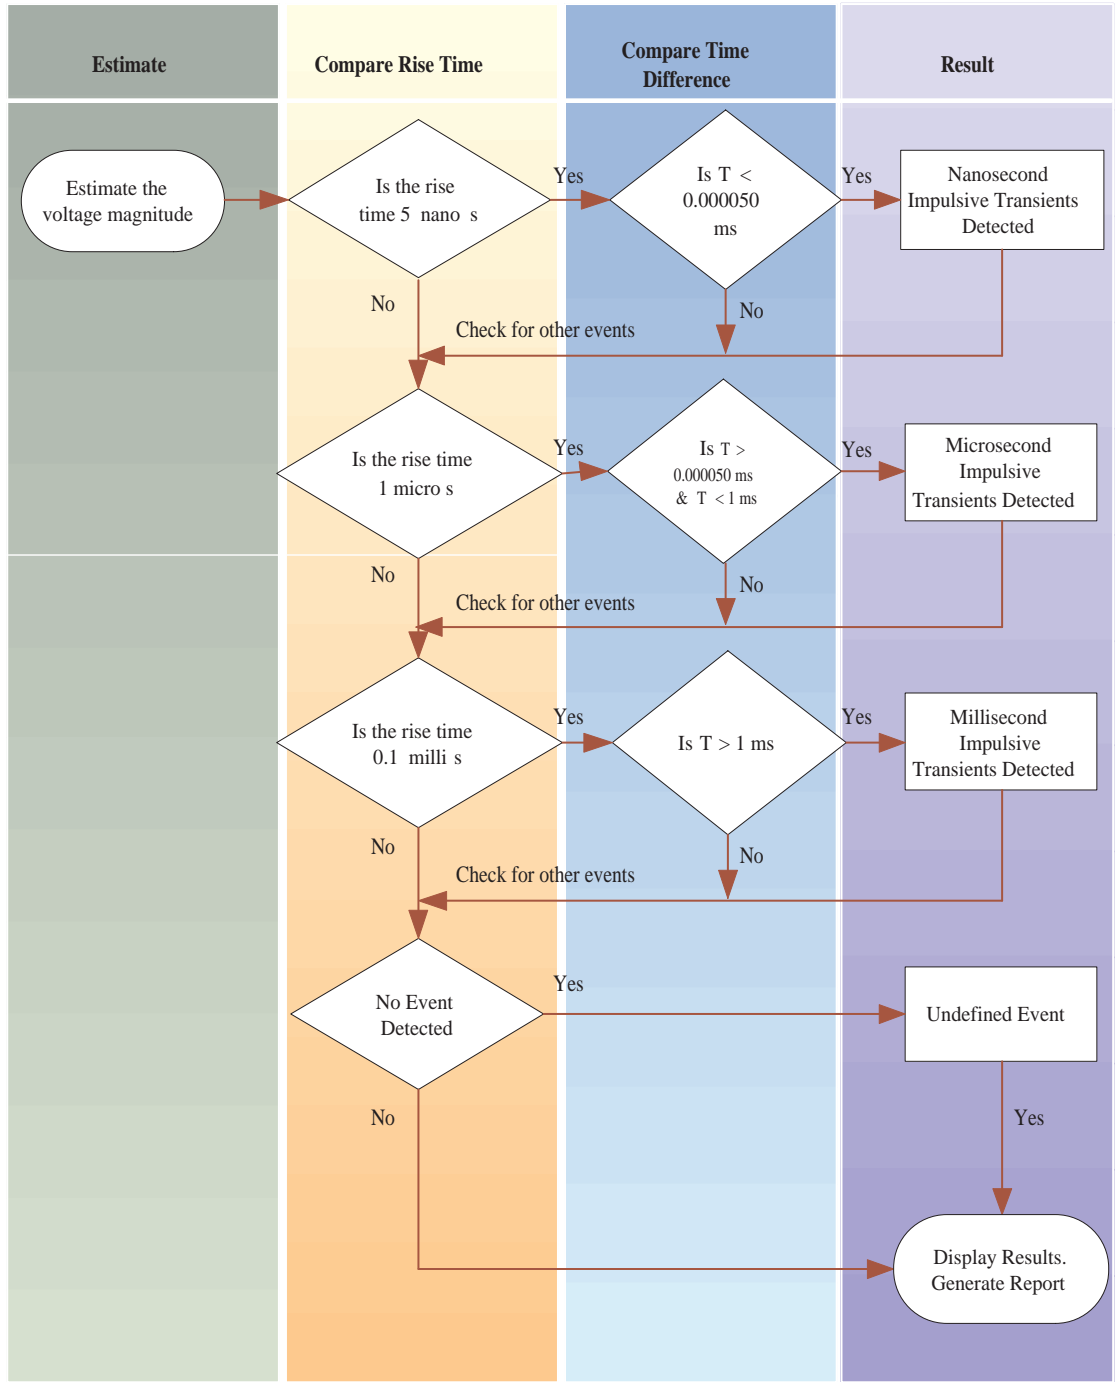 Estimate
Compare Rise Time
Compare Time
Difference
Result
Estimate the
voltage magnitude
Is the rise
time 5 nano s
Yes
Is T <
0.000050
ms
Yes
Nanosecond
Impulsive Transients
Detected
No
No
Check for other events
Is the rise time
1 micro s
Yes
Is T >
0.000050 ms
& T < 1 ms
Yes
Microsecond
Impulsive
Transients Detected
No
No
Check for other events
Is the rise time
0.1 milli s
Yes
Is T > 1 ms
Yes
Millisecond
Impulsive
Transients Detected
No
No
Check for other events
No Event
Detected
Yes
Undefined Event
No
Yes
Display Results.
Generate Report